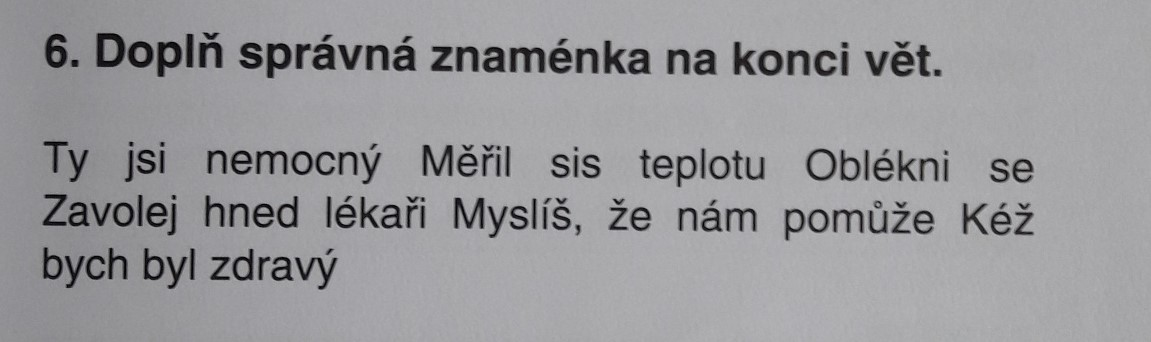 6. Doplň správná znaménka na konci vět.
Ty jsi nemocný Měřil sis teplotu Oblékni se
Zavolej hned lékaři Myslíš, že nám pomůže Kéž
bych byl zdravý